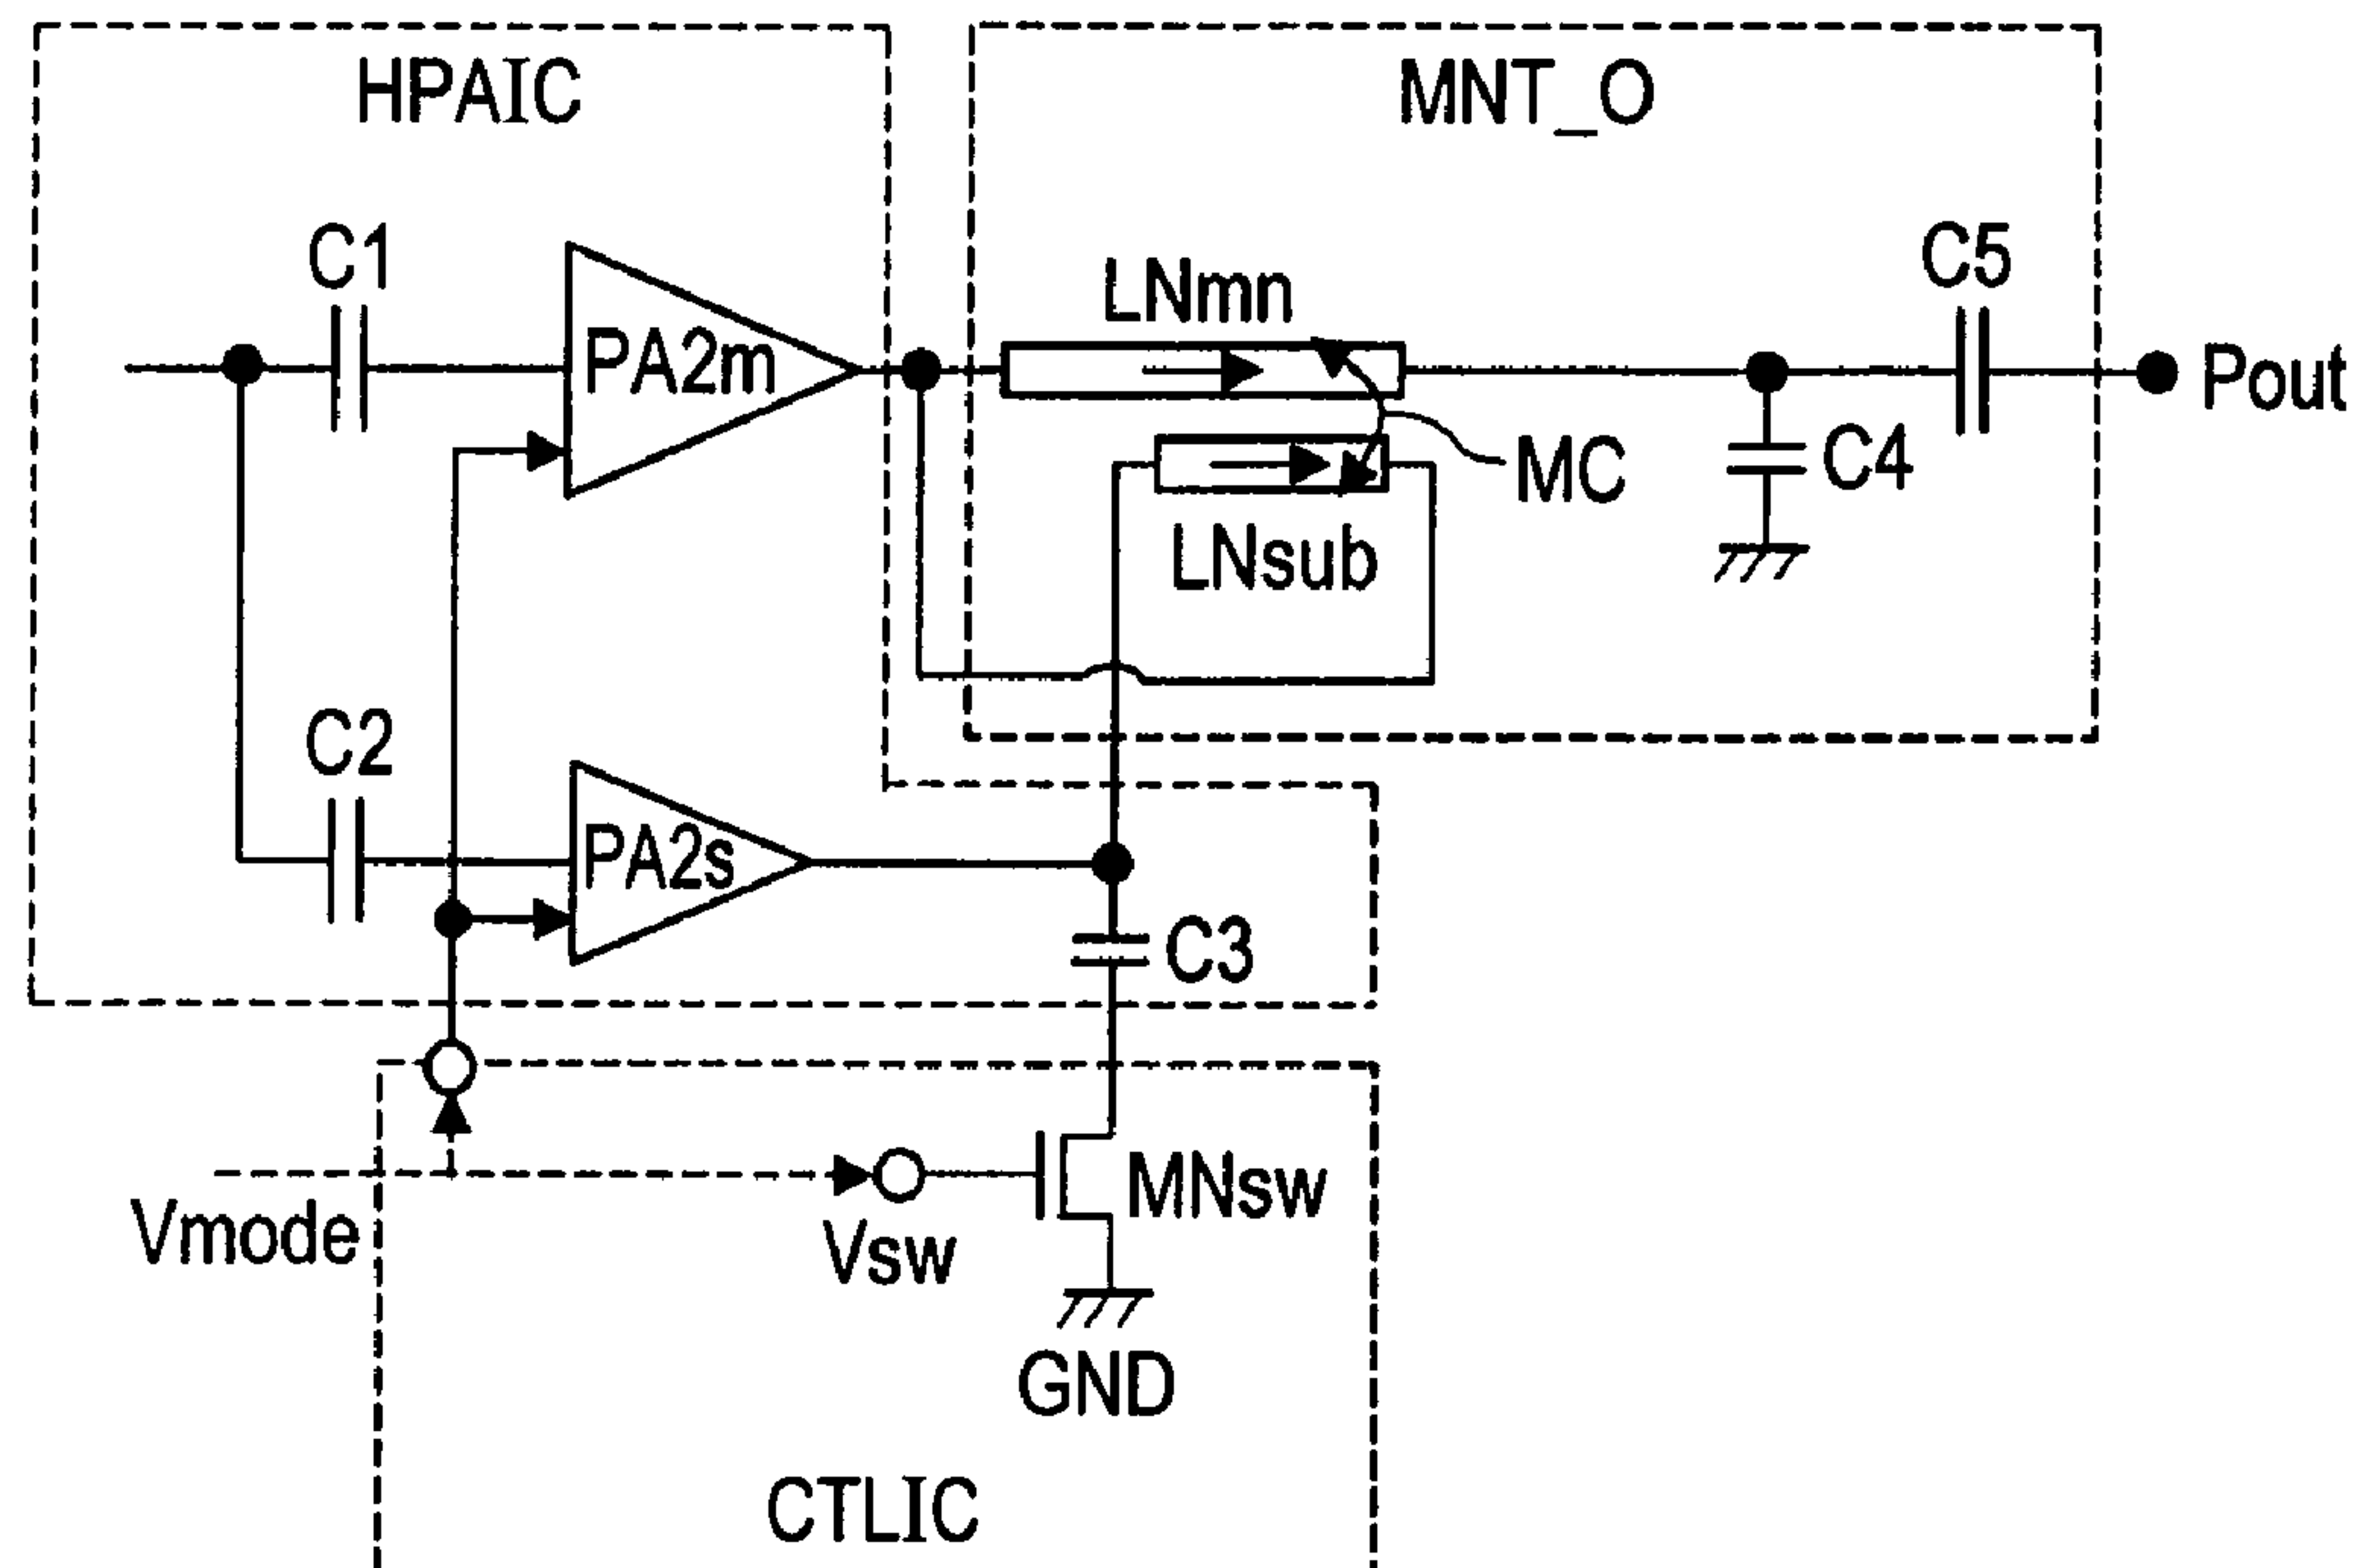 HPAIC
MNT_O
C1
C5
LNmn
PA2m
Pout
C4
MC
LNsub
C2
PA2s
C3
Vmode
MNsw
Vsw
GND
CTLIC